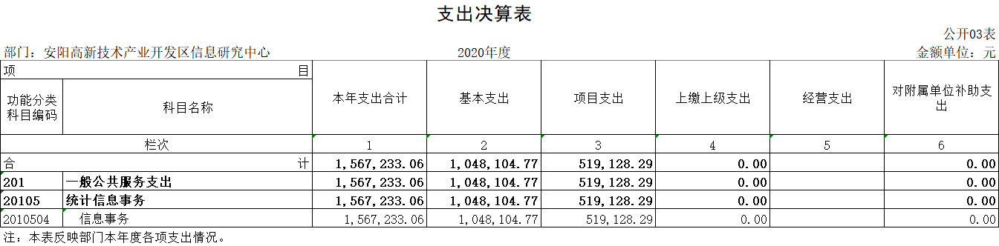 支出决算表
公开03表
部门：安阳高新技术产业开发区信息研究中心 2020年度 金额单位：元
项 目 本年支出合计 基本支出 项目支出 上缴上级支出 经营支出 对附属单位补助支
出
功能分类
科目编码 科目名称
栏次 1 2 3 4 5 6
合 计 1,567,233.06 1,048,104.77 519,128.29 0.00 0.00
201 一般公共服务支出 1,567,233.06 1,048,104.77 519,128.29 0.00 0.00
20105 统计信息事务 1,567,233.06 1,048,104.77 519,128.29 0.00 0.00
2010504 信息事务 1,567,233.06 1,048,104.77 519,128.29 0.00 0.00
注：本表反映部门本年度各项支出情况。